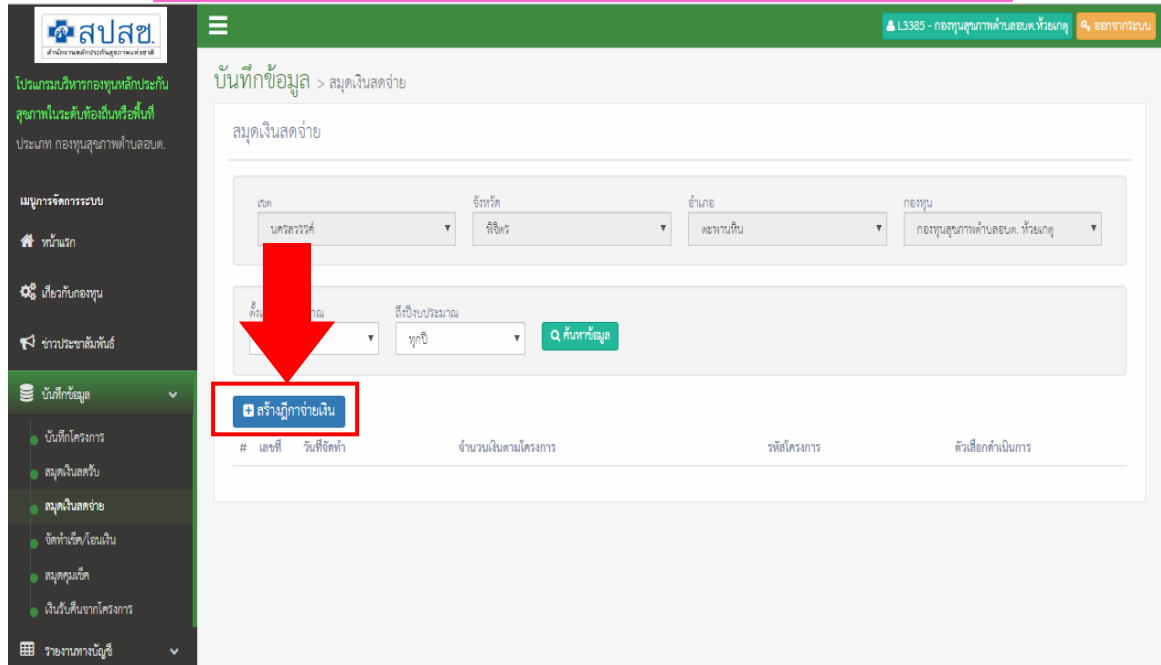 สปสช.
สำนักงานหลักประกันสุขภาพแห่งชาติ
L3385 - กองทุนสุขภาพตำบลอบต.ห้วยเกตุ
ออกจากระบบ
โปรแกรมบริหารกองทุนหลักประกัน
สุขภาพในระดับท้องถิ่นหรือพื้นที่
ประเภท กองทุนสุขภาพตำบลอบต.
เมนูการจัดการระบบ
หน้าแรก
เกี่ยวกับกองทุน
ข่าวประชาสัมพันธ์
บันทึกข้อมูล
บันทึกโครงการ
สมุดเงินสดรับ
สมุดเงินสดจ่าย
จัดทำเช็ค/โอนเงิน
สมุดคุมเช็ค
เงินรับคืนจากโครงการ
รายงานทางบัญชี
บันทึกข้อมูล > สมุดเงินสดจ่าย
สมุดเงินสดจ่าย
เขต จังหวัด อำเภอ กองทุน
นครสวรรค์ พิจิตร ตะพานหิน กองทุนสุขภาพตำบลอบต. ห้วยเกตุ
ถึงปีงบประมาณ
ทุกปี ค้นหาข้อมูล
สร้างฎีกาจ่ายเงิน
# เลขที่ วันที่จัดทำ จำนวนเงินตามโครงการ รหัสโครงการ ตัวเลือกดำเนินการ